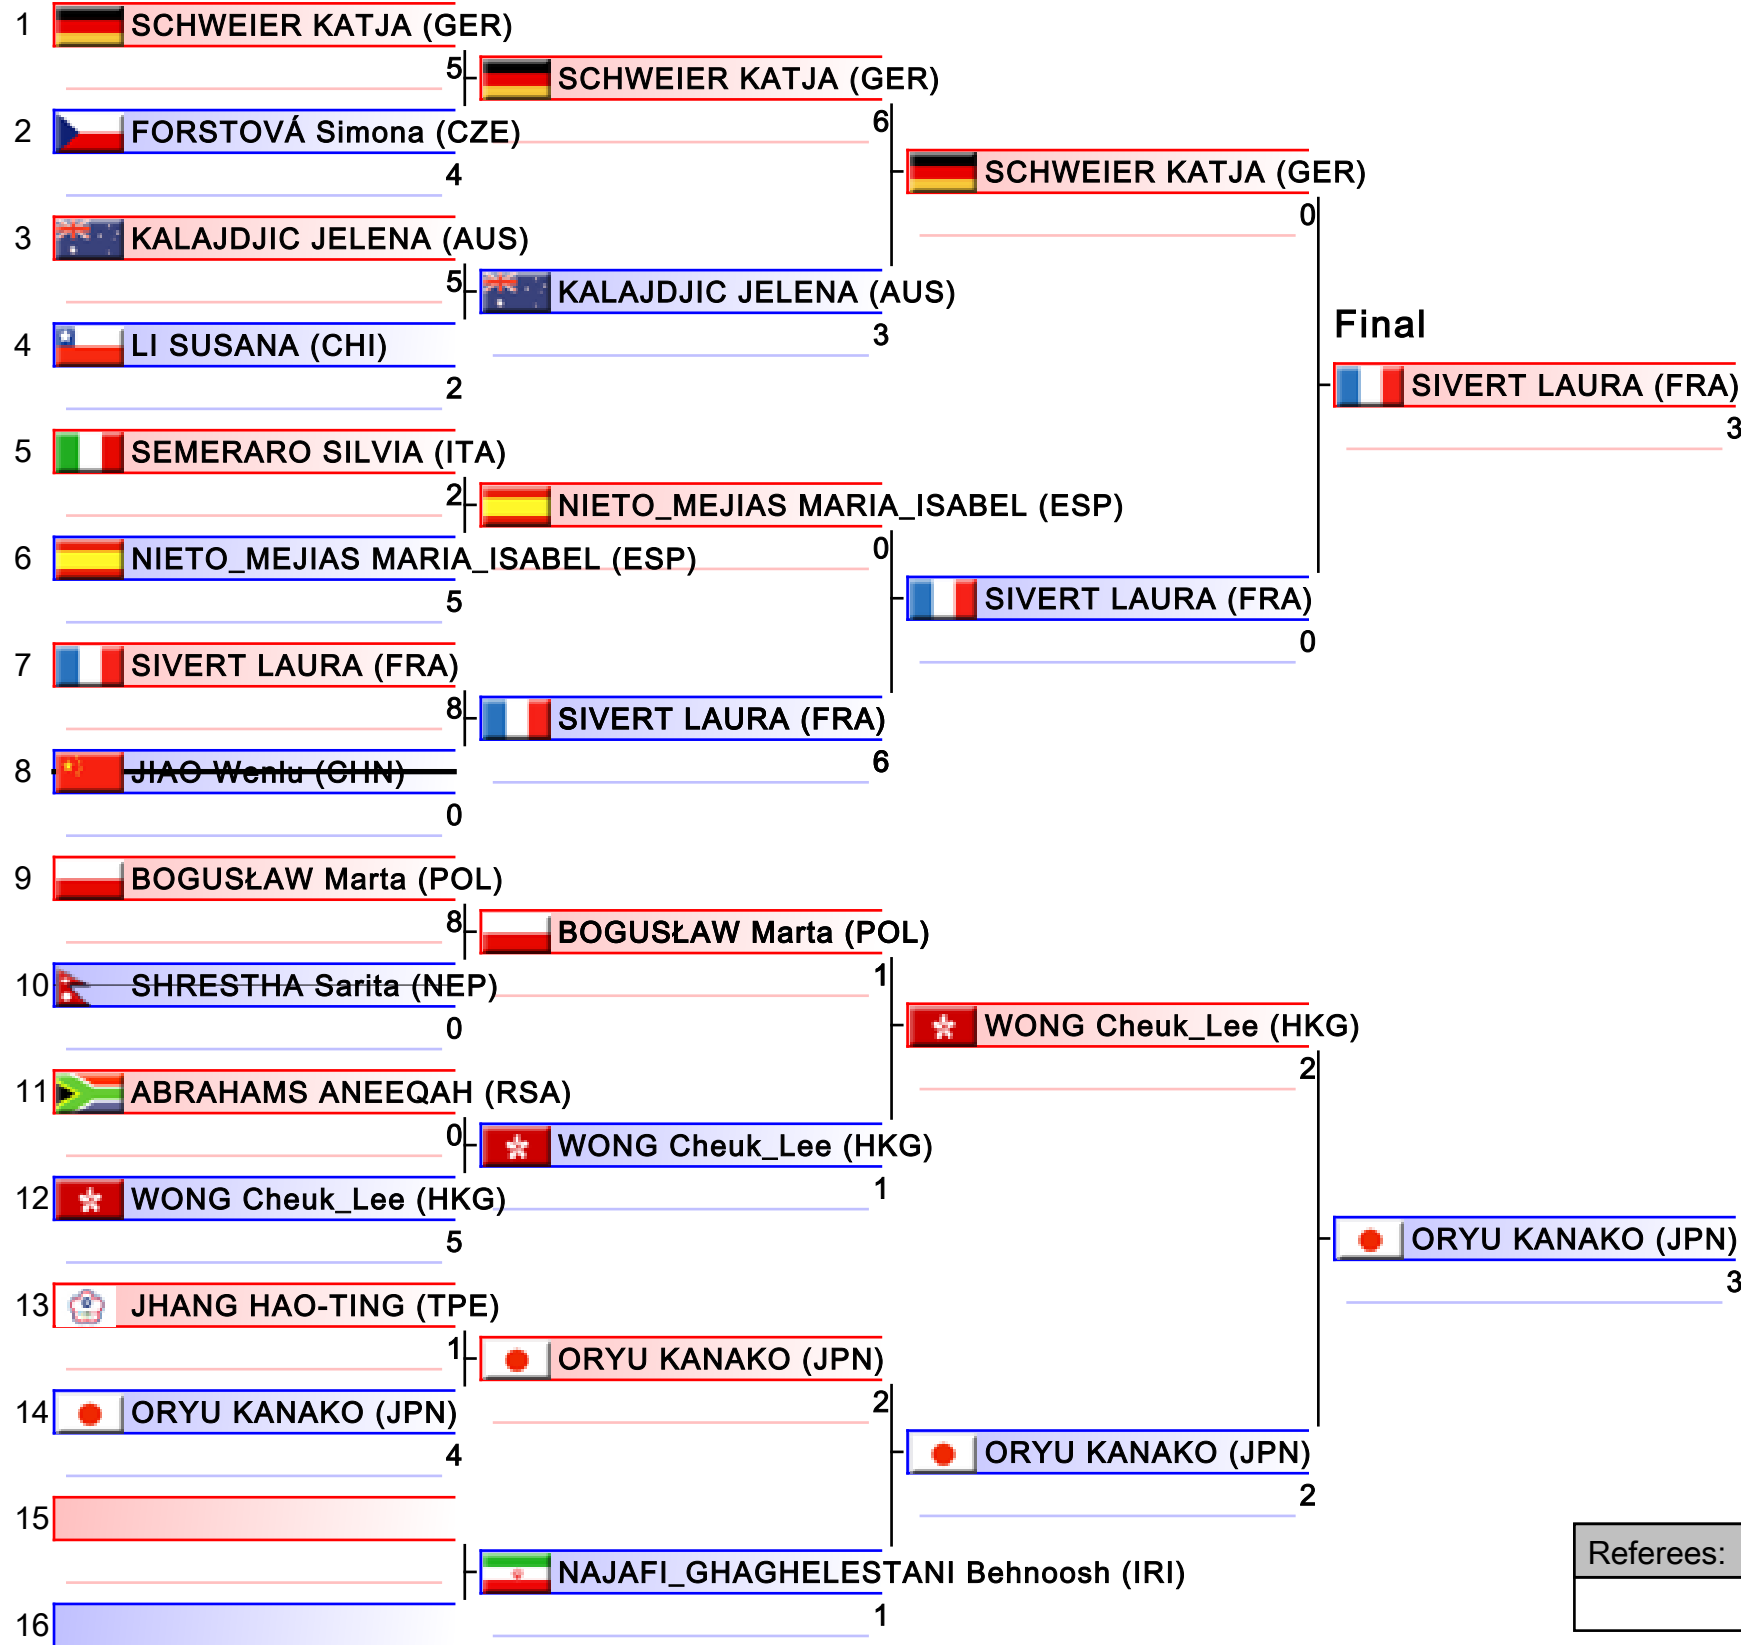 1 SCHWEIER KATJA (GER)
5 SCHWEIER KATJA (GER)
2 FORSTOVÁ Simona (CZE)
6
4
SCHWEIER KATJA (GER)
0
3 KALAJDJIC JELENA (AUS)
5 KALAJDJIC JELENA (AUS)
3
4 LI SUSANA (CHI)
2
Final
SIVERT LAURA (FRA)
3
5 SEMERARO SILVIA (ITA)
2 NIETO_MEJIAS MARIA_ISABEL (ESP)
0
6 NIETO_MEJIAS MARIA_ISABEL (ESP)
5
SIVERT LAURA (FRA)
0
7 SIVERT LAURA (FRA)
8 SIVERT LAURA (FRA)
6
8 JIAO Wenlu (CHN)
0
9 BOGUSŁAW Marta (POL)
8 BOGUSŁAW Marta (POL)
1
10 SHRESTHA Sarita (NEP)
0
WONG Cheuk_Lee (HKG)
2
11 ABRAHAMS ANEEQAH (RSA)
0 WONG Cheuk_Lee (HKG)
1
12 WONG Cheuk_Lee (HKG)
5
ORYU KANAKO (JPN)
3
13 JHANG HAO-TING (TPE)
1 ORYU KANAKO (JPN)
2
14 ORYU KANAKO (JPN)
4
ORYU KANAKO (JPN)
2
15
NAJAFI_GHAGHELESTANI Behnoosh (IRI)
1
16
Referees: